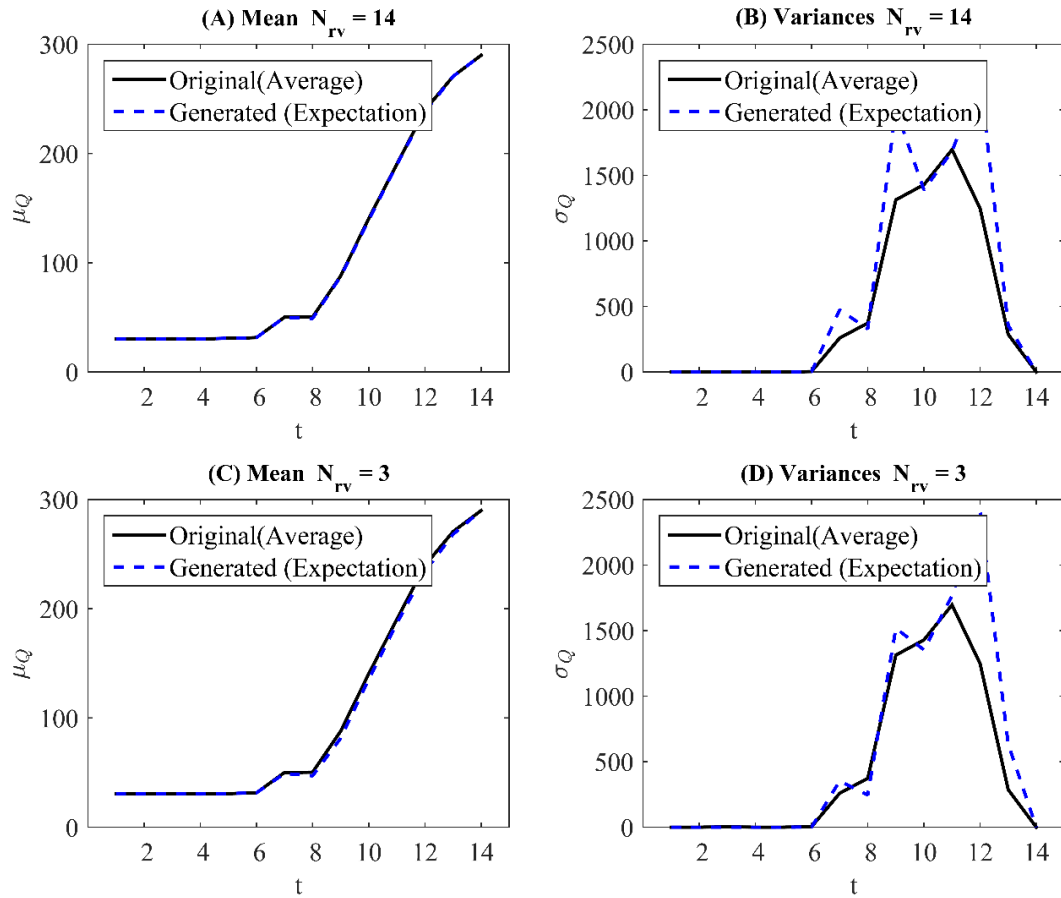 (A) Mean N_rv = 14
300
200
100
0
μ_Q
Original(Average)
Generated (Expectation)
2 4 6 8 10 12 14
t
(B) Variances N_rv = 14
2500
2000
1500
1000
500
0
σ_Q
Original(Average)
Generated (Expectation)
2 4 6 8 10 12 14
t
(C) Mean N_rv = 3
300
200
100
0
μ_Q
Original(Average)
Generated (Expectation)
2 4 6 8 10 12 14
t
(D) Variances N_rv = 3
2500
2000
1500
1000
500
0
σ_Q
Original(Average)
Generated (Expectation)
2 4 6 8 10 12 14
t